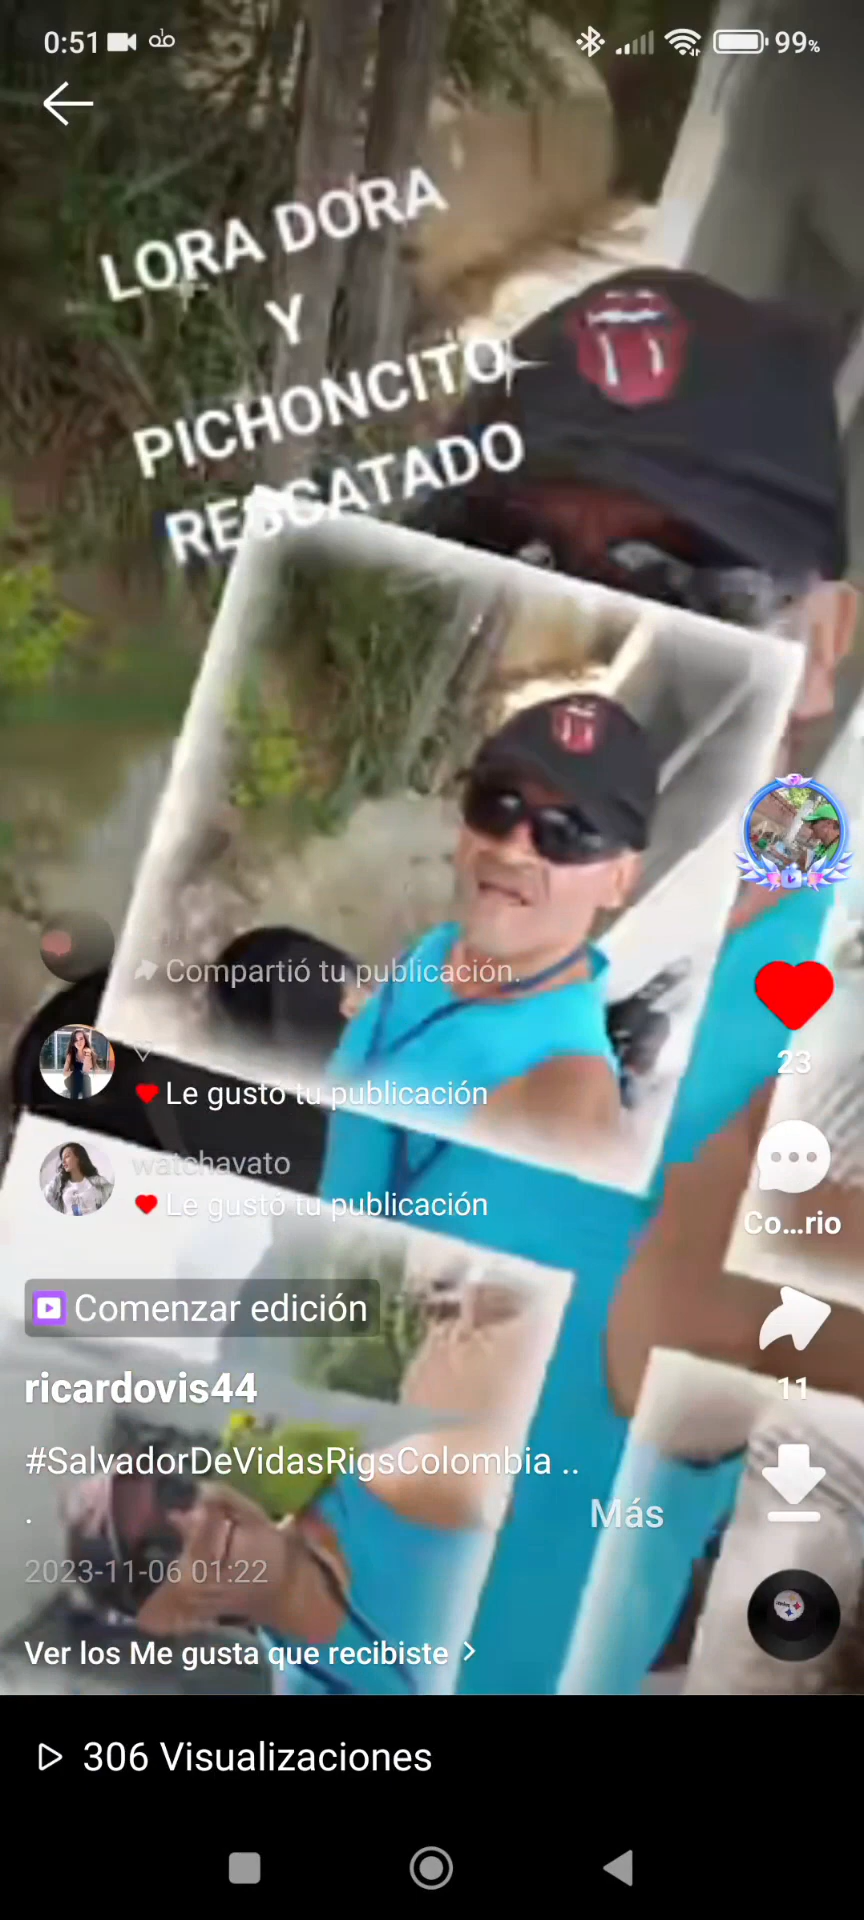 0:51
99%
LORA DORA
Y
PICHONCITO
RESCATADO
Compartió tu publicación.
Le gustó tu publicación
watchavato
Le gustó tu publicación
23
Co...rio
Comenzar edición
11
ricardovis44
#SalvadorDeVidasRigsColombia ..
.
Más
2023-11-06 01:22
Ver los Me gusta que recibiste >
306 Visualizaciones